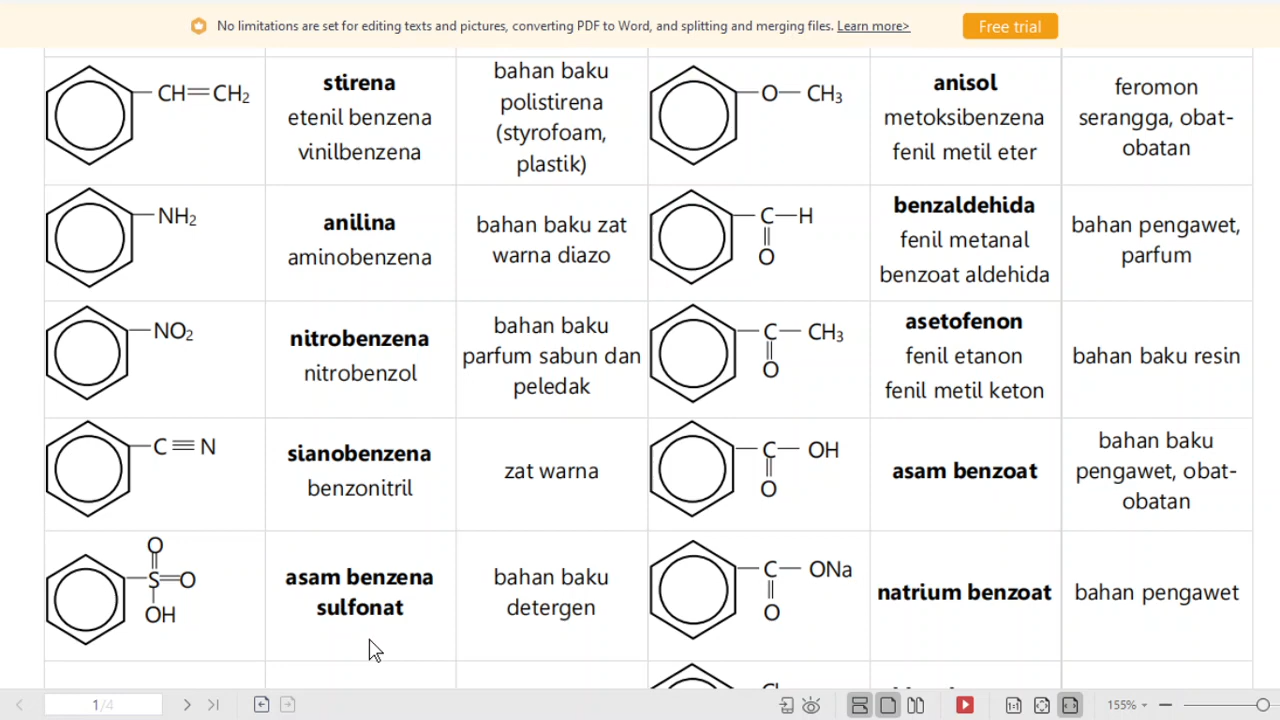 No limitations are set for editing texts and pictures, converting PDF to Word, and splitting and merging files. Learn more>
Free trial
CH=CH₂
stirena
etenil benzena
vinilbenzena
bahan baku
polistirena
(styrofoam,
plastik)
O— CH₃
anisol
metoksibenzena
fenil metil eter
feromon
serangga, obat-
obatan
NH₂
anilina
aminobenzena
bahan baku zat
warna diazo
C—H
O
benzaldehida
fenil metanal
benzoat aldehida
bahan pengawet,
parfum
NO₂
nitrobenzena
nitrobenzol
bahan baku
parfum sabun dan
peledak
C— CH₃
O
asetofenon
fenil etanon
fenil metil keton
bahan baku resin
C≡N
sianobenzena
benzonitril
zat warna
C— OH
O
asam benzoat
bahan baku
pengawet, obat-
obatan
O
S=O
OH
asam benzena
sulfonat
bahan baku
detergen
C— ONa
O
natrium benzoat
bahan pengawet
1/4
1:1
155%